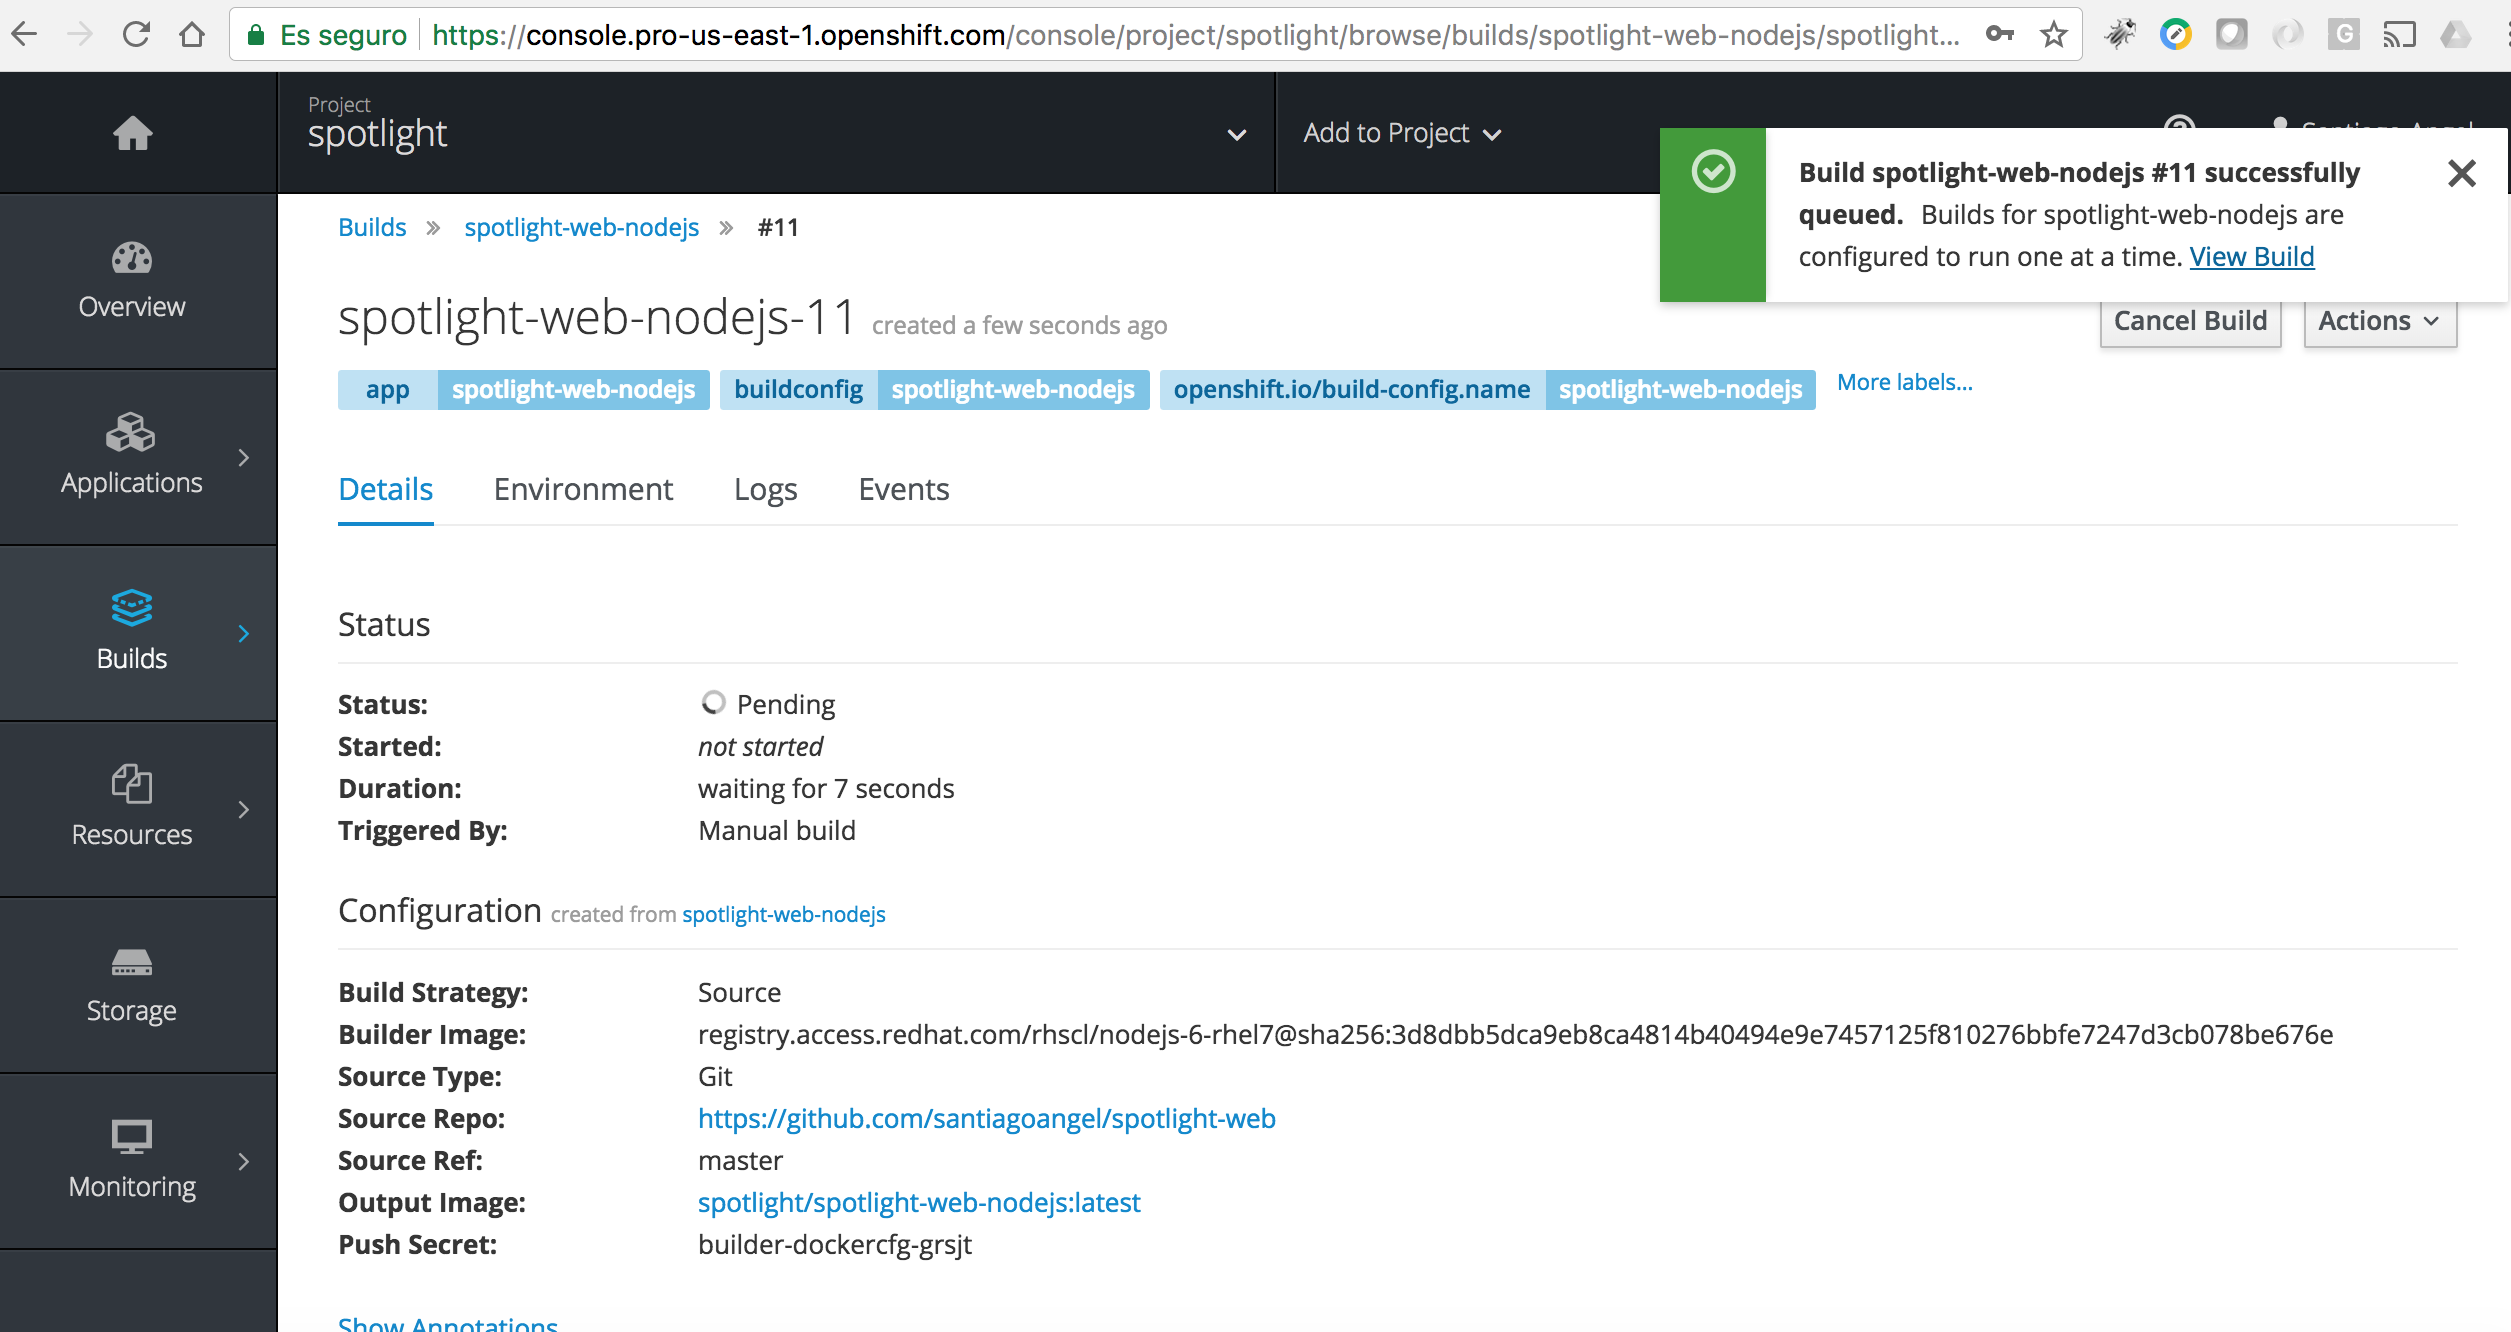 Es seguro https://console.pro-us-east-1.openshift.com/console/project/spotlight/browse/builds/spotlight-web-nodejs/spotlight...
G
Project
spotlight
Add to Project
Build spotlight-web-nodejs #11 successfully
queued. Builds for spotlight-web-nodejs are
configured to run one at a time. View Build
Builds » spotlight-web-nodejs » #11
spotlight-web-nodejs-11 created a few seconds ago
Cancel Build
Actions
app spotlight-web-nodejs buildconfig spotlight-web-nodejs openshift.io/build-config.name spotlight-web-nodejs More labels...
Details Environment Logs Events
Overview
Applications
Builds
Resources
Storage
Monitoring
Status
Status: Pending
Started: not started
Duration: waiting for 7 seconds
Triggered By: Manual build
Configuration created from spotlight-web-nodejs
Build Strategy: Source
Builder Image: registry.access.redhat.com/rhscl/nodejs-6-rhel7@sha256:3d8dbb5dca9eb8ca4814b40494e9e7457125f810276bbfe7247d3cb078be676e
Source Type: Git
Source Repo: https://github.com/santiagoangel/spotlight-web
Source Ref: master
Output Image: spotlight/spotlight-web-nodejs:latest
Push Secret: builder-dockercfg-grsjt
Show Annotations